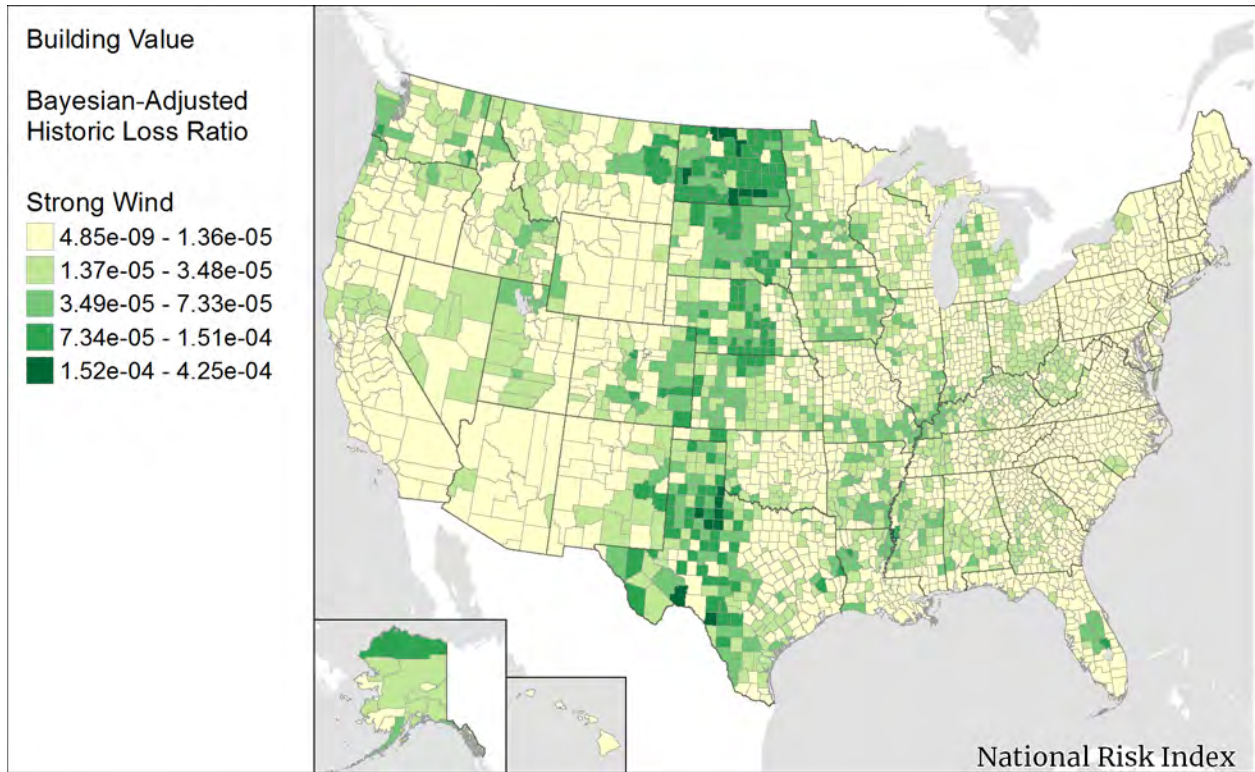 Building Value
Bayesian-Adjusted
Historic Loss Ratio
Strong Wind
4.85e-09 - 1.36e-05
1.37e-05 - 3.48e-05
3.49e-05 - 7.33e-05
7.34e-05 - 1.51e-04
1.52e-04 - 4.25e-04
National Risk Index